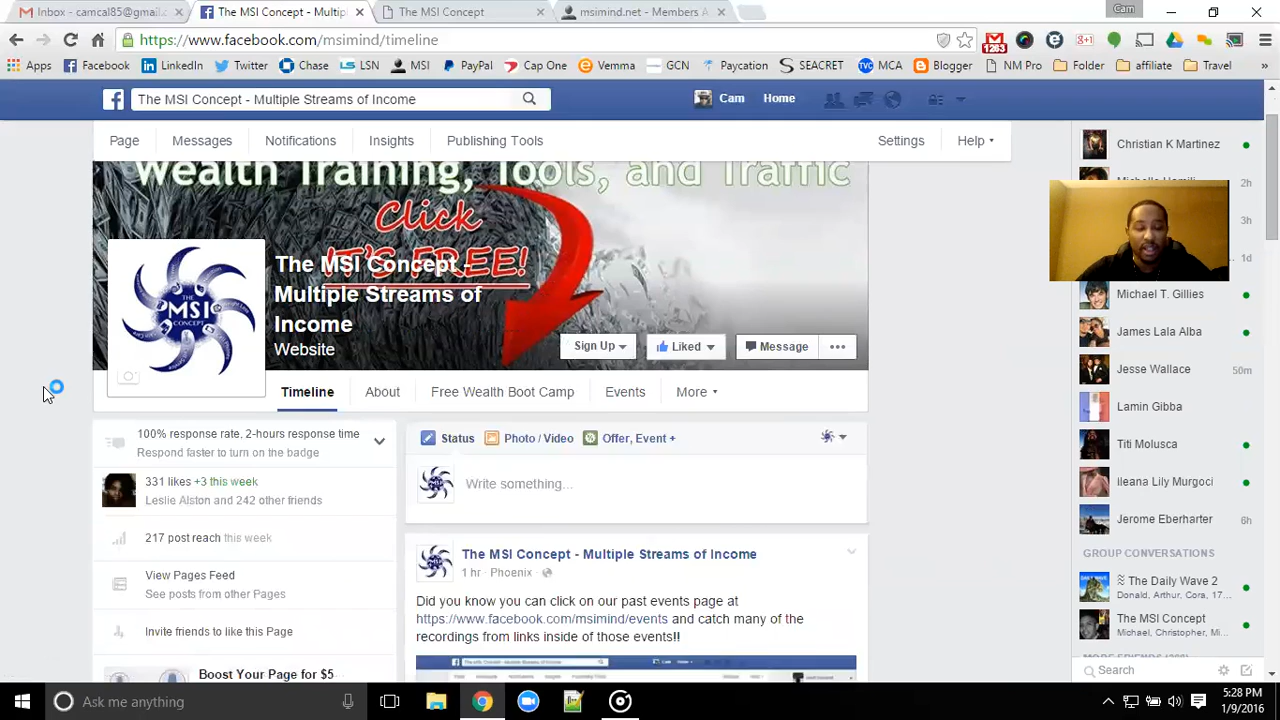 Inbox - camcal85@gmail.c
The MSI Concept - Multip
The MSI Concept
msimind.net - Members A
Cam
https://www.facebook.com/msimind/timeline
1263
Apps Facebook LinkedIn Twitter Chase LSN MSI PayPal Cap One Vemma GCN Paycation SEACRET MCA Blogger NM Pro Folder affiliate Travel »
The MSI Concept - Multiple Streams of Income
Cam Home
Page Messages Notifications Insights Publishing Tools Settings Help
Wealth Training, Tools, and Traffic
Click
IT'S FREE!
THE
MSI
CONCEPT
The MSI Concept -
Multiple Streams of
Income
Website
Sign Up Liked Message
Timeline About Free Wealth Boot Camp Events More
100% response rate, 2-hours response time
Respond faster to turn on the badge
331 likes +3 this week
Leslie Alston and 242 other friends
217 post reach this week
View Pages Feed
See posts from other Pages
Invite friends to like this Page
Boost Your Page for $5
Status Photo / Video Offer, Event +
Write something...
The MSI Concept - Multiple Streams of Income
1 hr · Phoenix ·
Did you know you can click on our past events page at
https://www.facebook.com/msimind/events and catch many of the
recordings from links inside of those events!!
Christian K Martinez
2h
3h
1d
Michael T. Gillies
James Lala Alba
Jesse Wallace 50m
Lamin Gibba
Titi Molusca
ileana Lily Murgoci
Jerome Eberharter 6h
GROUP CONVERSATIONS
The Daily Wave 2
Donald, Arthur, Cora, 17...
The MSI Concept
Michael, Christopher, Mi...
Search
Ask me anything
5:28 PM
1/9/2016